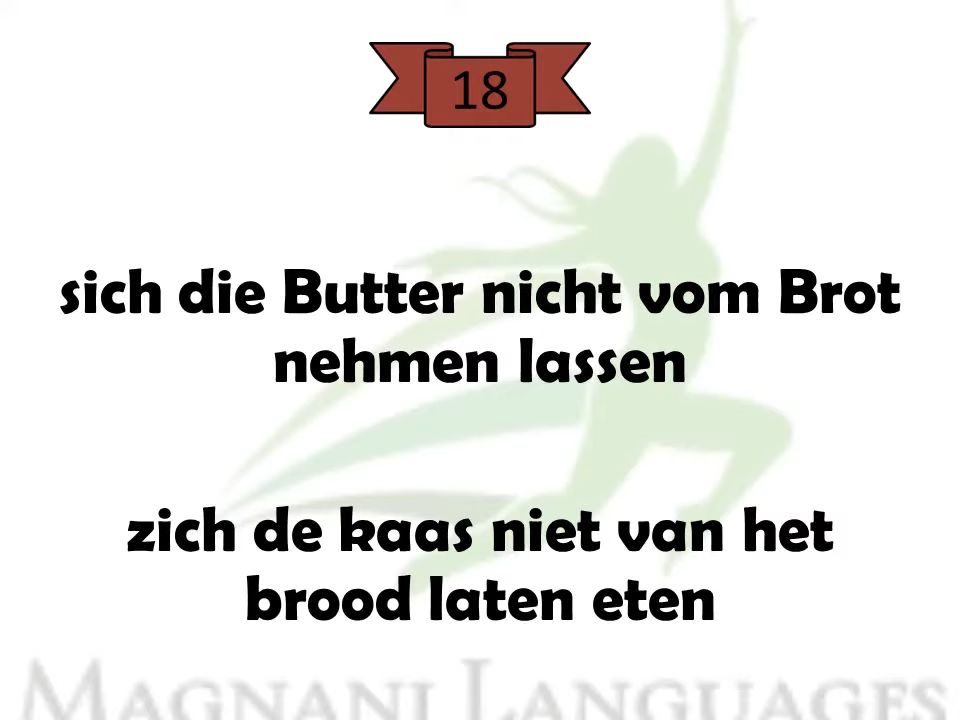 18
sich die Butter nicht vom Brot
nehmen lassen
zich de kaas niet van het
brood laten eten
MAGNANI LANGUAGES